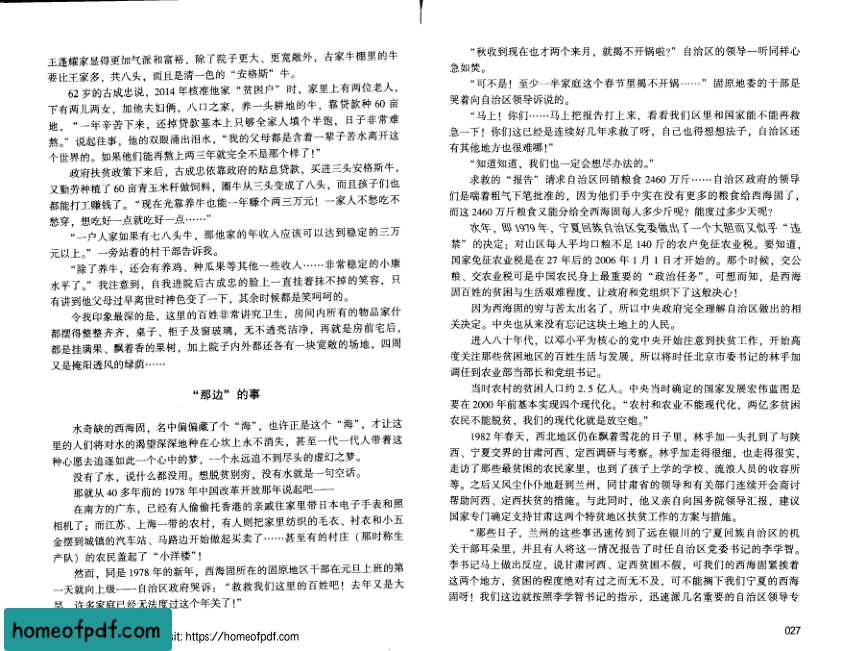 王蓬耀家显得更加气派和富裕，除了院子更大、更宽敞外，古家牛棚里的牛
要比王家多，共八头，而且是清一色的“安格斯”牛。
62 岁的古成忠说，2014 年核准他家“贫困户”时，家里上有两位老人，
下有两儿两女，加他夫妇俩，八口之家，养一头耕地的牛，靠贷款种 60 亩
地，“一年辛苦下来，还掉贷款基本上只够全家人填个半饱，日子非常难
熬。”说起往事，他的双眼涌出泪水，“我的父母都是含着一辈子苦水离开这
个世界的。如果他们能再熬上两三年就完全不是那个样了！”
政府扶贫政策下来后，古成忠依靠政府的贴息贷款，买进三头安格斯牛，
又勤劳种植了 60 亩青玉米秆做饲料，圈牛从三头变成了八头，而且孩子们也
都能打工赚钱了。“现在光靠养牛也能一年赚个两三万元！一家人不愁吃不
愁穿，想吃好一点就吃好一点……”
“一户人家如果有七八头牛，那他家的年收入应该可以达到稳定的三万
元以上。”一旁站着的村干部告诉我。
“除了养牛，还会有养鸡、种瓜果等其他一些收入……非常稳定的小康
水平了。”我注意到，自我进院后古成忠的脸上一直挂着抹不掉的笑容，只
有讲到他父母过早离世时神色变了一下，其余时候都是笑呵呵的。
令我印象最深的是，这里的百姓非常讲究卫生，房间内所有的物品家什
都摆得整整齐齐，桌子、柜子及窗玻璃，无不透亮洁净，再就是房前宅后，
都是挂满果、飘着香的果树，加上院子内外都还各有一块宽敞的场地，四周
又是掩阳透风的绿荫……
“那边”的事
水奇缺的西海固，名中偏偏藏了个“海”，也许正是这个“海”，才让这
里的人们将对水的渴望深深地种在心坎上永不消失，甚至一代一代人带着这
种心愿去追逐如此一个心中的梦，一个永远追不到尽头的虚幻之梦。
没有了水，说什么都没用。想脱贫别穷，没有水就是一句空话。
那就从 40 多年前的 1978 年中国改革开放那年说起吧——
在南方的广东，已经有人偷偷托香港的亲戚往家里带日本电子手表和照
相机了；而江苏、上海一带的农村，有人则把家里纺织的毛衣、衬衣和小五
金摆到城镇的汽车站、马路边开始做起买卖了……甚至有的村庄（那时称生
产队）的农民盖起了“小洋楼”！
然而，同是 1978 年的新年，西海固所在的固原地区干部在元旦上班的第
一天就向上级——自治区政府哭诉：“救救我们这里的百姓吧！去年又是大
旱，许多家庭已经无法度过这个年关了！”
homeofpdf.com
sit: https://homeofpdf.com
“秋收到现在也才两个来月，就揭不开锅啦？”自治区的领导一听同样心
急如焚。
“可不是！至少一半家庭这个春节里揭不开锅……”固原地委的干部是
哭着向自治区领导诉说的。
“马上！你们……马上把报告打上来，看看我们区里和国家能不能再救
急一下！你们这已经是连续好几年求救了呀，自己也得想想法子，自治区还
有其他地方也很难哪！”
“知道知道，我们也一定会想尽办法的。”
求救的“报告”请求自治区回销粮食 2460 万斤……自治区政府的领导
们是喘着粗气下笔批准的，因为他们手中实在没有更多的粮食给西海固了，
而这 2460 万斤粮食又能分给全西海固每人多少斤呢？能度过多少天呢？
次年，即 1979 年，宁夏回族自治区党委做出了一个大胆而又似乎“违
禁”的决定：对山区每人平均口粮不足 140 斤的农户免征农业税。要知道，
国家免征农业税是在 27 年后的 2006 年 1 月 1 日才开始的。那个时候，交公
粮、交农业税可是中国农民身上最重要的“政治任务”，可想而知，是西海
固百姓的贫困与生活艰难程度，让政府和党组织下了这般决心！
因为西海固的穷与苦太出名了，所以中央政府完全理解自治区做出的相
关决定。中央也从来没有忘记这块土地上的人民。
进入八十年代，以邓小平为核心的党中央开始注意到扶贫工作，开始高
度关注那些贫困地区的百姓生活与发展，所以将时任北京市委书记的林乎加
调任到农业部当部长和党组书记。
当时农村的贫困人口约 2.5 亿人。中央当时确定的国家发展宏伟蓝图是
要在 2000 年前基本实现四个现代化。“农村和农业不能现代化，两亿多贫困
农民不能脱贫，我们的现代化就是放空炮。”
1982 年春天，西北地区仍在飘着雪花的日子里，林乎加一头扎到了与陕
西、宁夏交界的甘肃河西、定西调研与考察。林乎加走得很细，也走得很实，
走访了那些最贫困的农民家里，也到了孩子上学的学校、流浪人员的收容所
等。之后又风尘仆仆地赶到兰州，同甘肃省的领导和有关部门连续开会商讨
帮助河西、定西扶贫的措施。与此同时，他又亲自向国务院领导汇报，建议
国家专门确定支持甘肃这两个特贫地区扶贫工作的方案与措施。
“那些日子，兰州的这些事迅速传到了远在银川的宁夏回族自治区的机
关干部耳朵里，并且有人将这一情况报告了时任自治区党委书记的李学智。
李书记马上做出反应，说甘肃河西、定西贫困不假，可我们的西海固紧挨着
这两个地方，贫困的程度绝对有过之而无不及，可不能搁下我们宁夏的西海
固呀！我们这边就按照李学智书记的指示，迅速派几名重要的自治区领导专
027